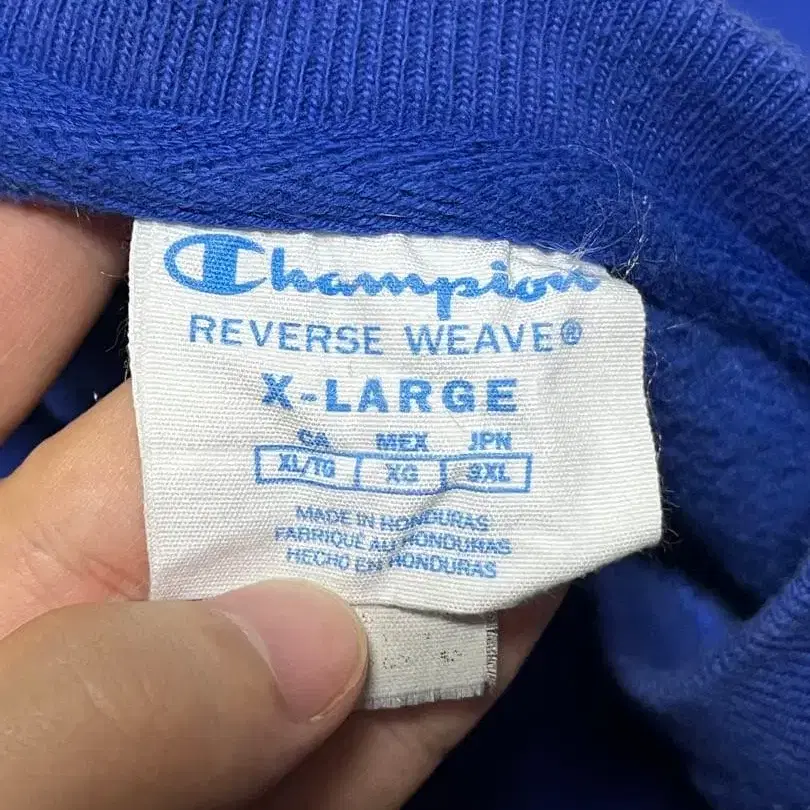 Champion
REVERSE WEAVE®
X-LARGE
CA MEX JPN
XL/TG XG 3XL
MADE IN HONDURAS
FABRIQUÉ AU HONDURAS
HECHO EN HONDURAS